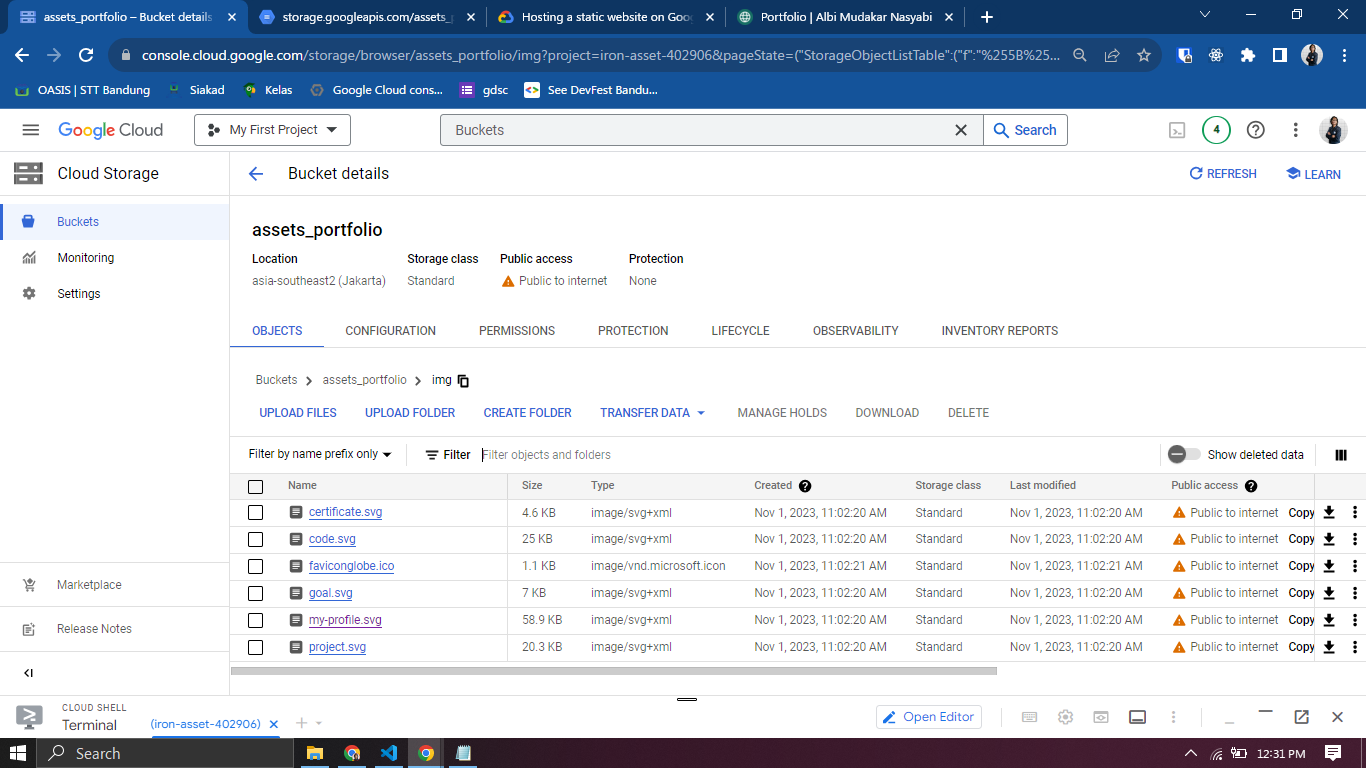 assets_portfolio – Bucket details
storage.googleapis.com/assets_p
Hosting a static website on Goo
Portfolio | Albi Mudakar Nasyabi
console.cloud.google.com/storage/browser/assets_portfolio/img?project=iron-asset-402906&pageState=("StorageObjectListTable":("f":"%255B%25...
OASIS | STT Bandung
Siakad
Kelas
Google Cloud cons...
gdsc
See DevFest Bandu...
Google Cloud
My First Project
Buckets
Search
4
Cloud Storage
Bucket details
REFRESH
LEARN
Buckets
Monitoring
Settings
Marketplace
Release Notes
assets_portfolio
Location Storage class Public access Protection
asia-southeast2 (Jakarta) Standard Public to internet None
OBJECTS CONFIGURATION PERMISSIONS PROTECTION LIFECYCLE OBSERVABILITY INVENTORY REPORTS
Buckets > assets_portfolio > img
UPLOAD FILES UPLOAD FOLDER CREATE FOLDER TRANSFER DATA MANAGE HOLDS DOWNLOAD DELETE
Filter by name prefix only Filter Filter objects and folders Show deleted data
Name Size Type Created Storage class Last modified Public access
certificate.svg 4.6 KB image/svg+xml Nov 1, 2023, 11:02:20 AM Standard Nov 1, 2023, 11:02:20 AM Public to internet Copy
code.svg 25 KB image/svg+xml Nov 1, 2023, 11:02:20 AM Standard Nov 1, 2023, 11:02:20 AM Public to internet Copy
faviconglobe.ico 1.1 KB image/vnd.microsoft.icon Nov 1, 2023, 11:02:21 AM Standard Nov 1, 2023, 11:02:21 AM Public to internet Copy
goal.svg 7 KB image/svg+xml Nov 1, 2023, 11:02:20 AM Standard Nov 1, 2023, 11:02:20 AM Public to internet Copy
my-profile.svg 58.9 KB image/svg+xml Nov 1, 2023, 11:02:20 AM Standard Nov 1, 2023, 11:02:20 AM Public to internet Copy
project.svg 20.3 KB image/svg+xml Nov 1, 2023, 11:02:20 AM Standard Nov 1, 2023, 11:02:20 AM Public to internet Copy
CLOUD SHELL
Terminal
(iron-asset-402906)
Open Editor
Search
12:31 PM